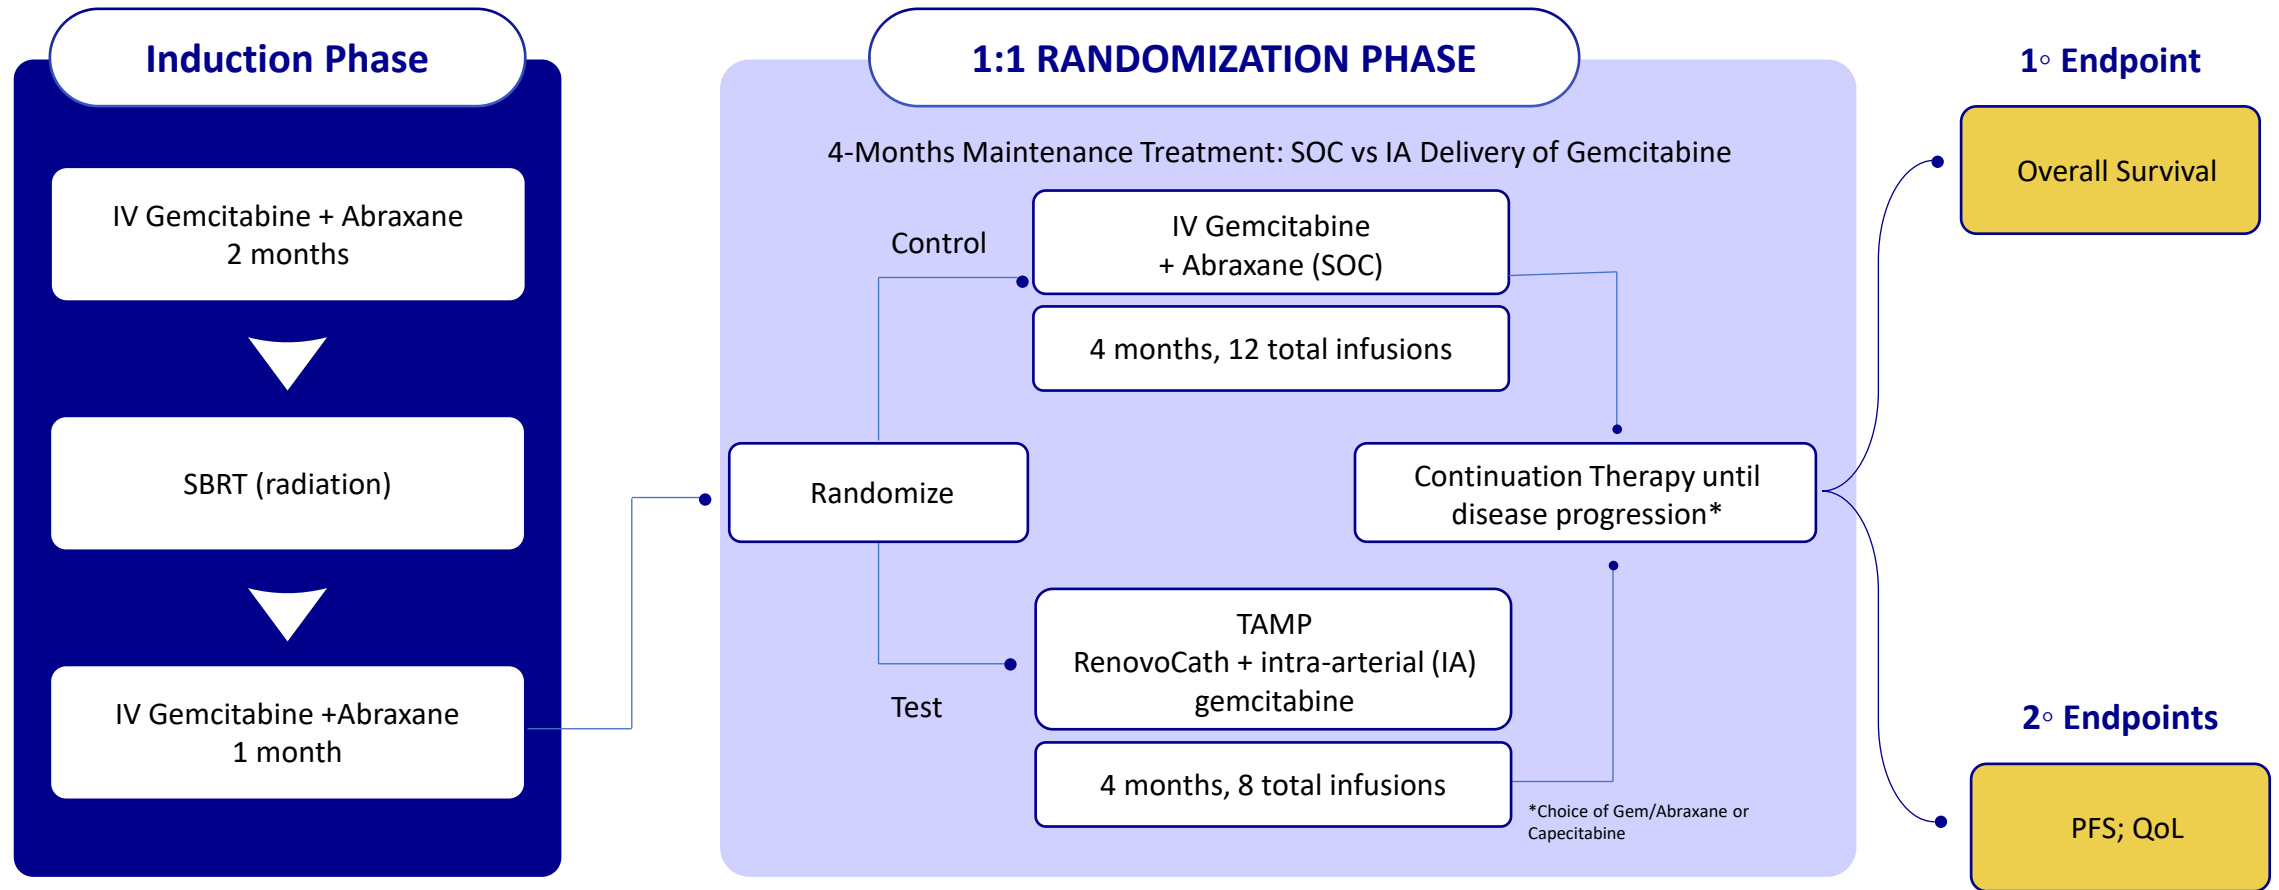 Induction Phase
IV Gemcitabine + Abraxane
2 months
SBRT (radiation)
IV Gemcitabine +Abraxane
1 month
1:1 RANDOMIZATION PHASE
4-Months Maintenance Treatment: SOC vs IA Delivery of Gemcitabine
Control
IV Gemcitabine
+ Abraxane (SOC)
4 months, 12 total infusions
Randomize
Continuation Therapy until
disease progression*
Test
TAMP
RenovoCath + intra-arterial (IA)
gemcitabine
4 months, 8 total infusions
*Choice of Gem/Abraxane or
Capecitabine
1◦ Endpoint
Overall Survival
2◦ Endpoints
PFS; QoL